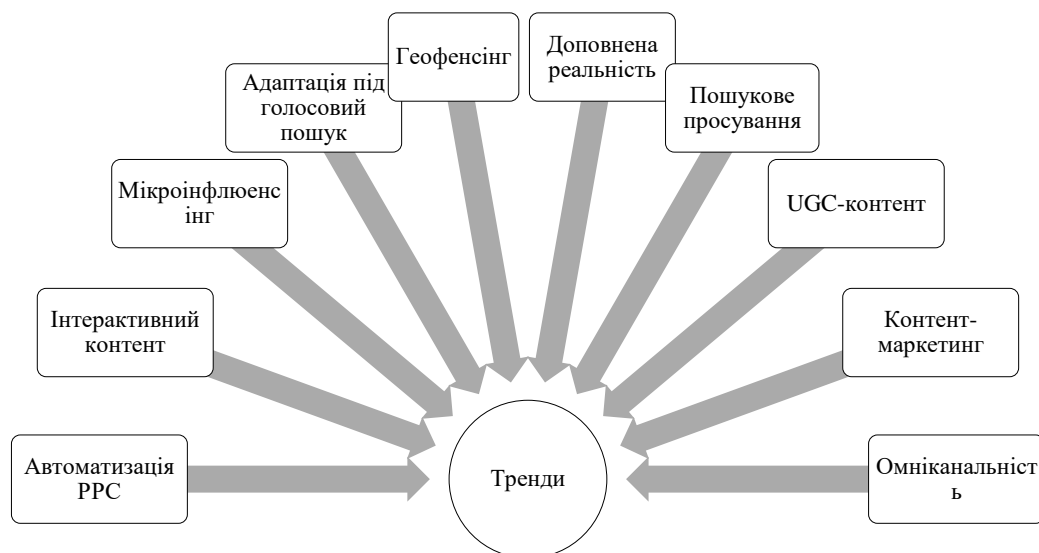 Геофенсінг
Доповнена
реальність
Адаптація під
голосовий
пошук
Пошукове
просування
Мікроінфлюенс
інг
UGC-контент
Інтерактивний
контент
Контент-
маркетинг
Автоматизація
PPC
Тренди
Омніканальніст
ь